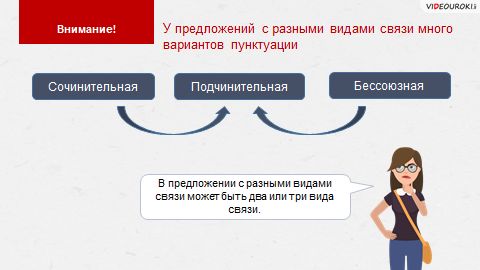 Внимание!
У предложений с разными видами связи много
вариантов пунктуации
VIDEOUROKI
Сочинительная
Подчинительная
Бессоюзная
В предложении с разными видами
связи может быть два или три вида
связи.